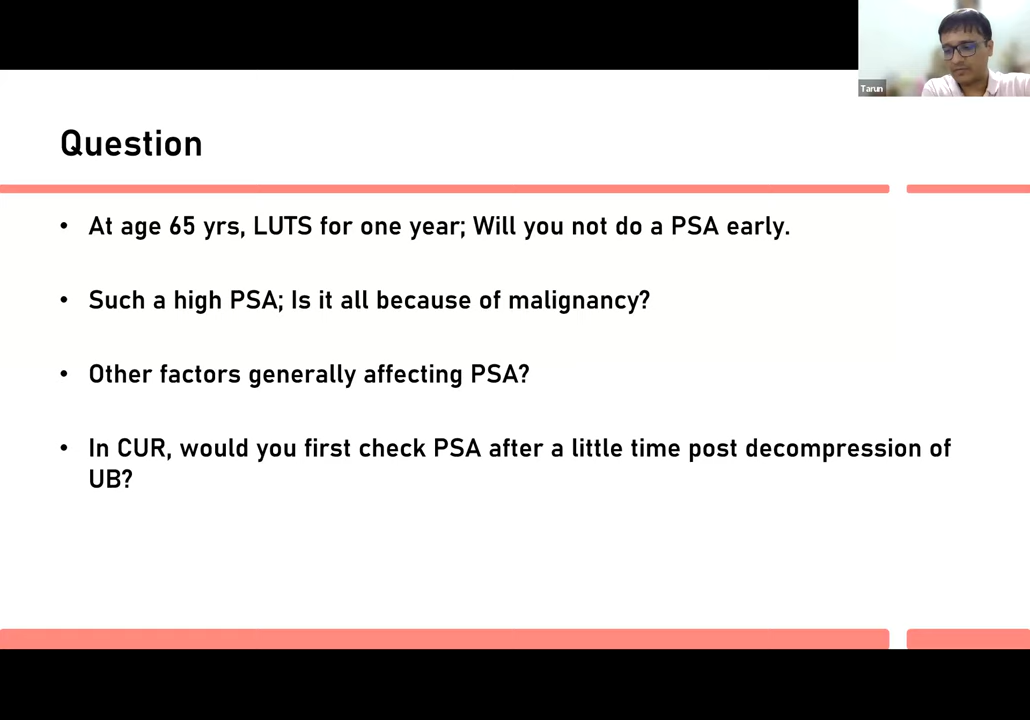 Tarun
Question
• At age 65 yrs, LUTS for one year; Will you not do a PSA early.
• Such a high PSA; Is it all because of malignancy?
• Other factors generally affecting PSA?
• In CUR, would you first check PSA after a little time post decompression of
UB?